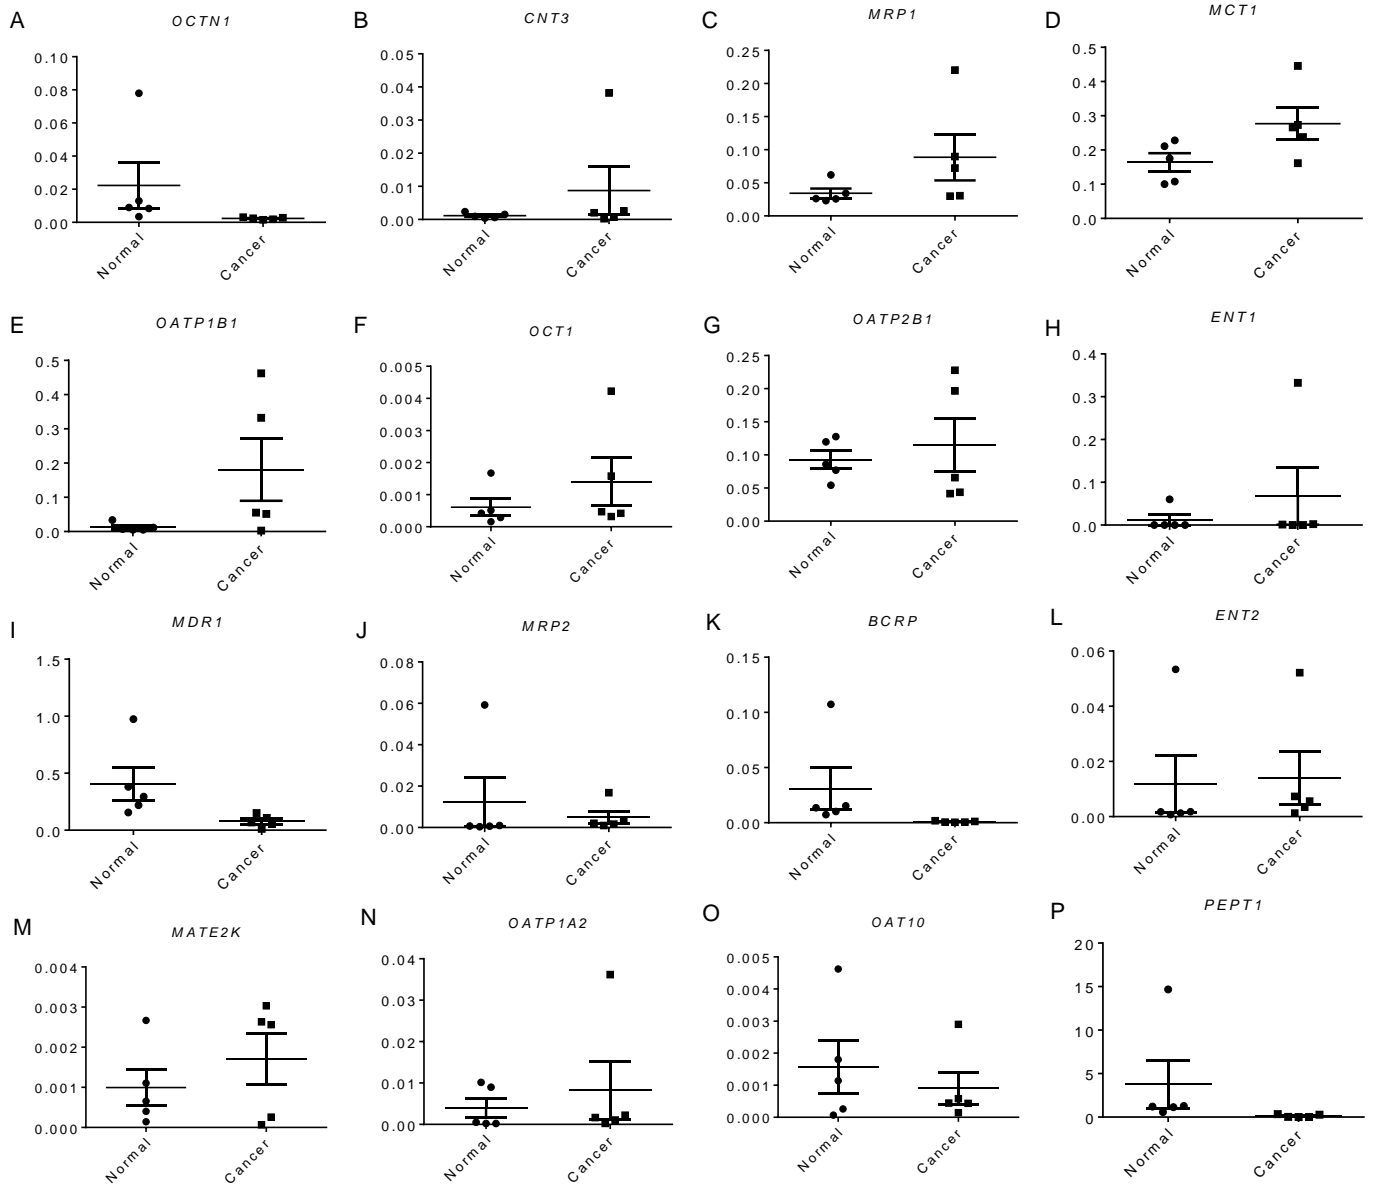 A
OCTN1
0.10
0.08
0.06
0.04
0.02
0.00
Normal
Cancer
B
CNT3
0.05
0.04
0.03
0.02
0.01
0.00
Normal
Cancer
C
MRP1
0.25
0.20
0.15
0.10
0.05
0.00
Normal
Cancer
D
MCT1
0.5
0.4
0.3
0.2
0.1
0.0
Normal
Cancer
E
OATP1B1
0.5
0.4
0.3
0.2
0.1
0.0
Normal
Cancer
F
OCT1
0.005
0.004
0.003
0.002
0.001
0.000
Normal
Cancer
G
OATP2B1
0.25
0.20
0.15
0.10
0.05
0.00
Normal
Cancer
H
ENT1
0.4
0.3
0.2
0.1
0.0
Normal
Cancer
I
MDR1
1.5
1.0
0.5
0.0
Normal
Cancer
J
MRP2
0.08
0.06
0.04
0.02
0.00
Normal
Cancer
K
BCRP
0.15
0.10
0.05
0.00
Normal
Cancer
L
ENT2
0.06
0.04
0.02
0.00
Normal
Cancer
M
MATE2K
0.004
0.003
0.002
0.001
0.000
Normal
Cancer
N
OATP1A2
0.04
0.03
0.02
0.01
0.00
Normal
Cancer
O
OAT10
0.005
0.004
0.003
0.002
0.001
0.000
Normal
Cancer
P
PEPT1
20
15
10
5
0
Normal
Cancer